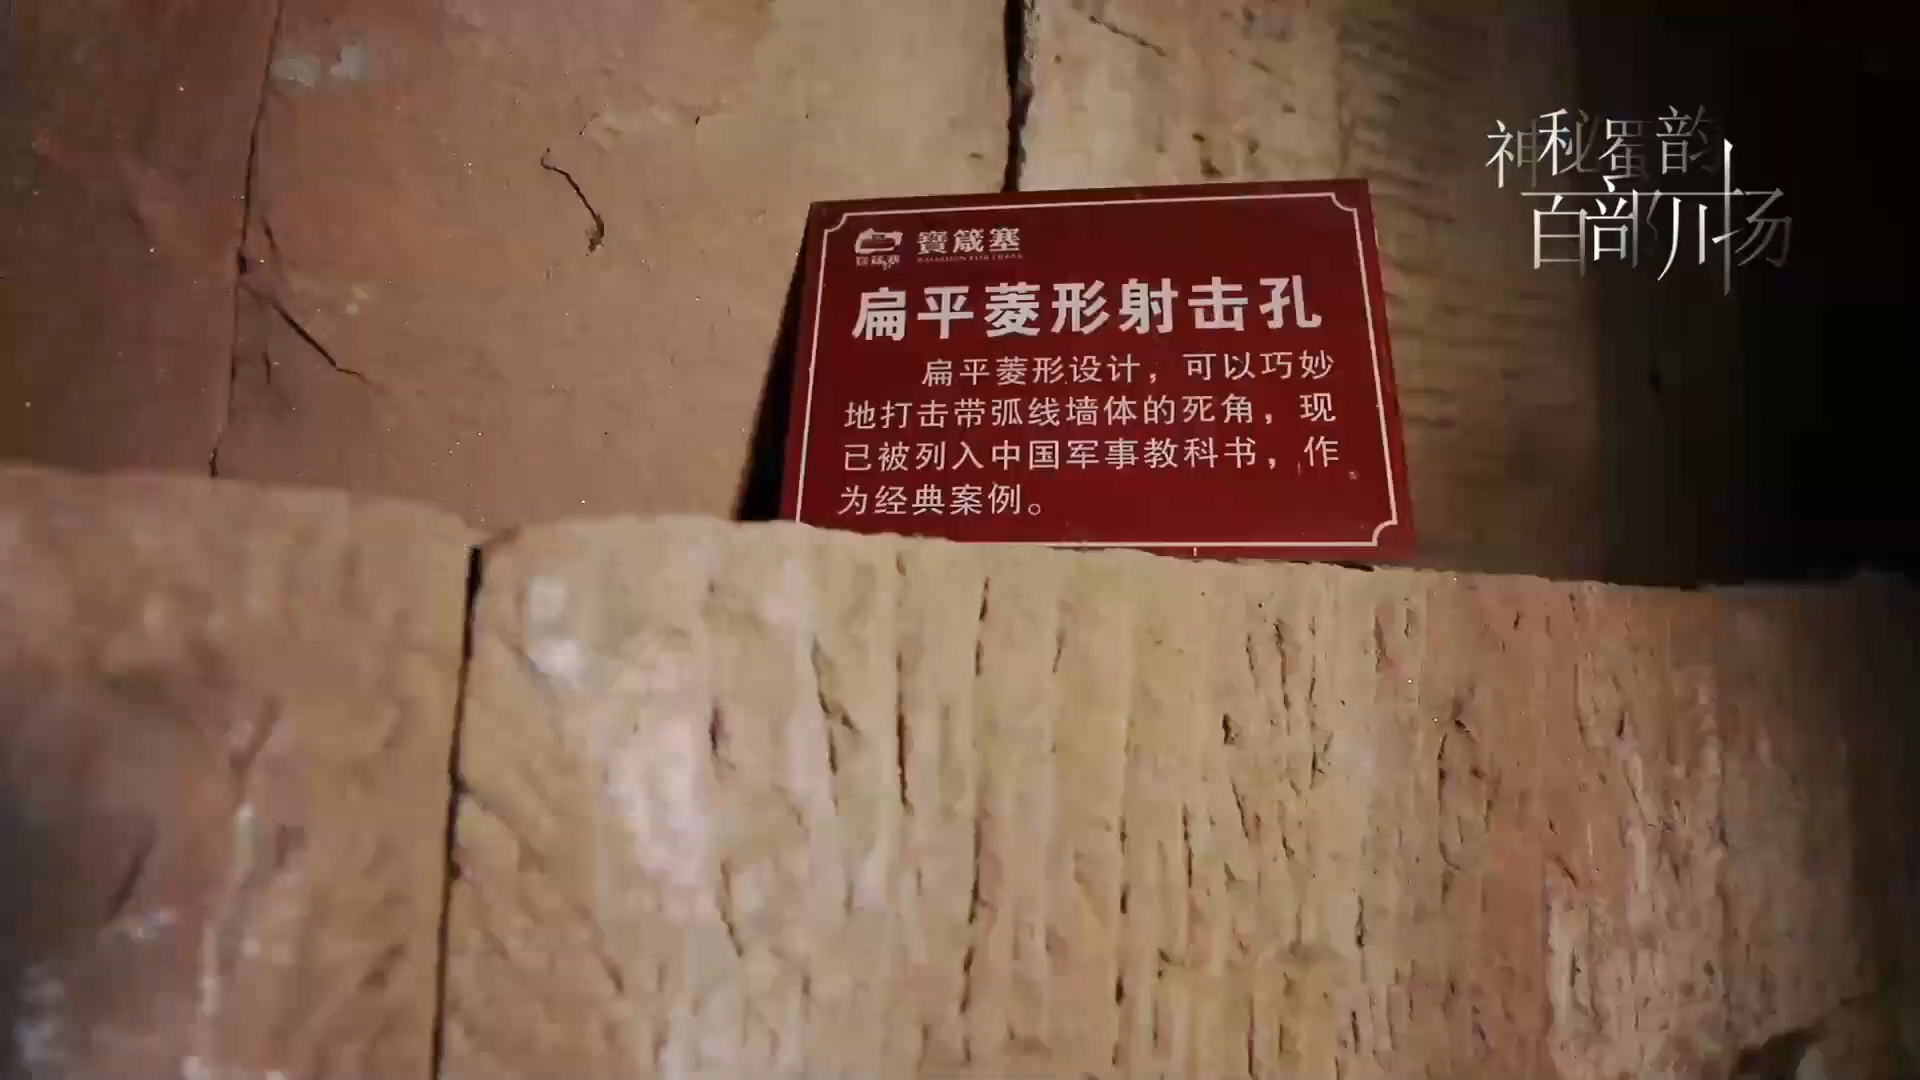 神秘蜀韵
百部川扬
寳箴塞
扁平菱形射击孔
扁平菱形设计，可以巧妙
地打击带弧线墙体的死角，现
已被列入中国军事教科书，作
为经典案例。